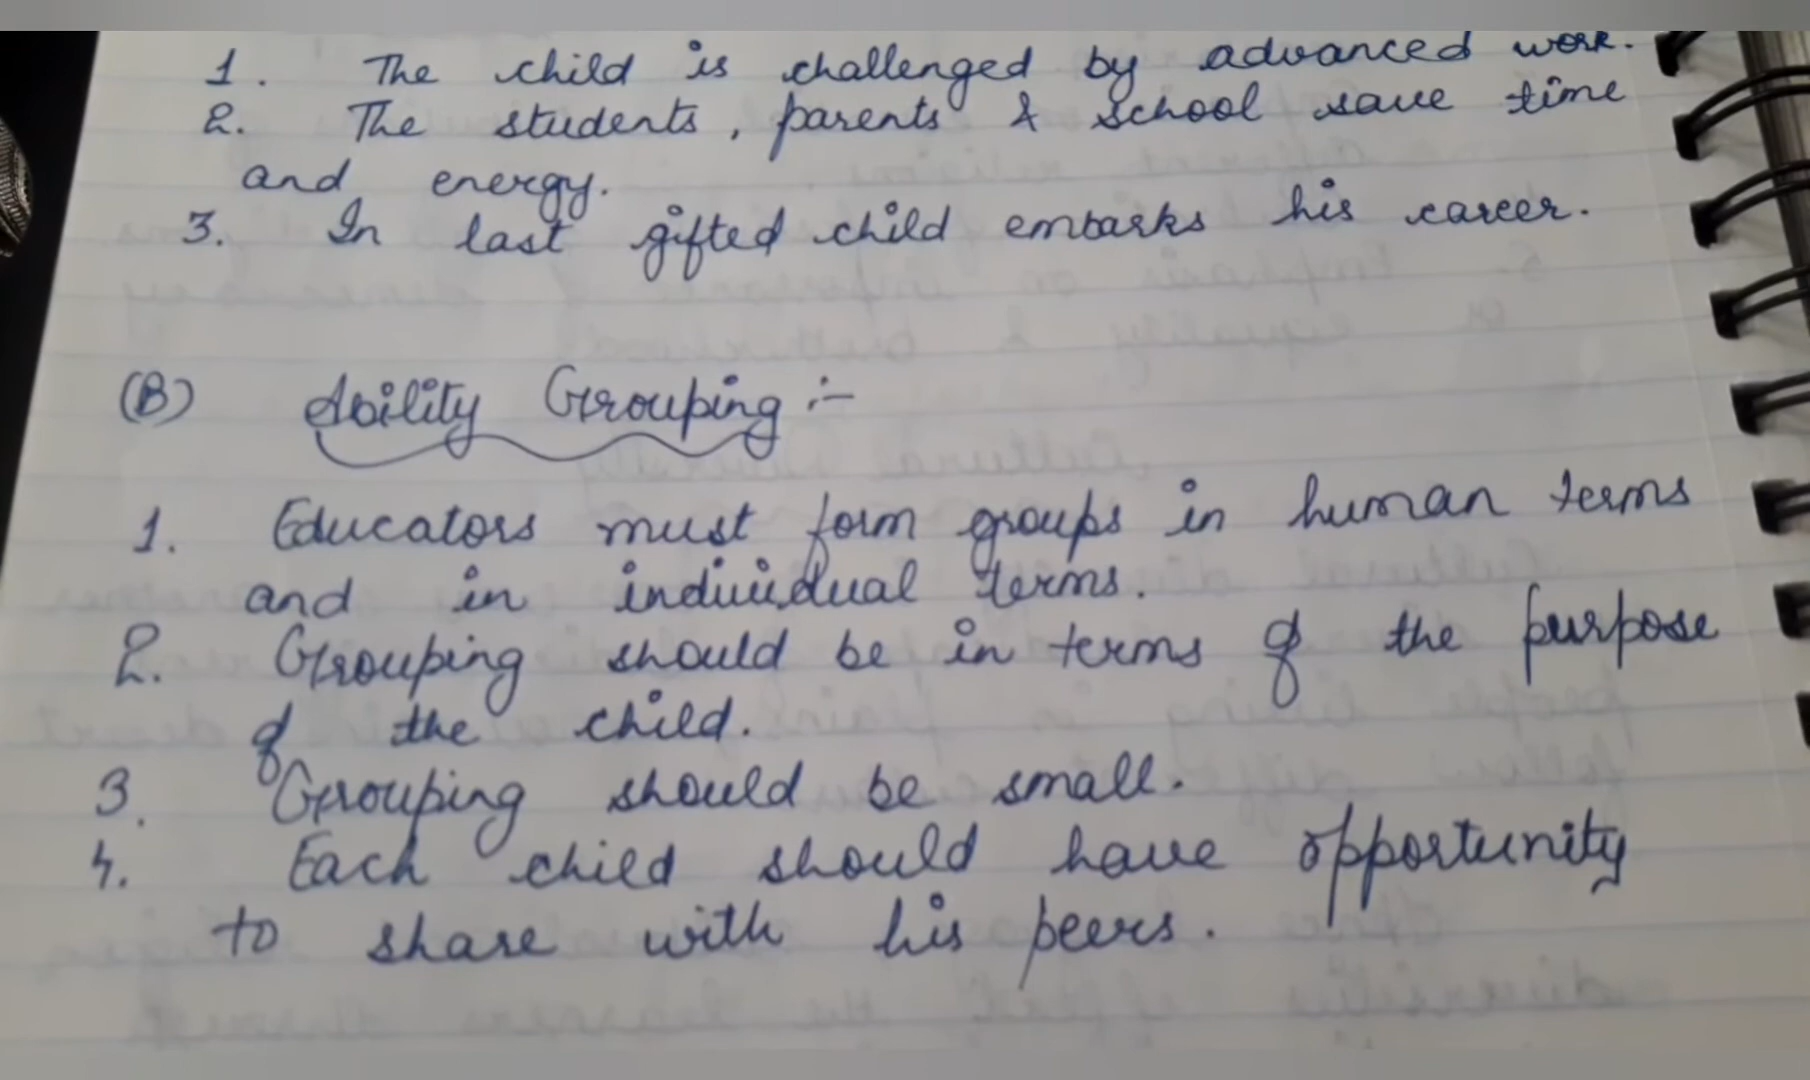 1. The child is challenged by advanced work.
2. The students, parents & school save time
and energy.
3. In last gifted child embarks his career.
(B) Ability Grouping :-
1. Educators must form groups in human terms
and in individual terms.
2. Grouping should be in terms of the purpose
of the child.
3. Grouping should be small.
4. Each child should have opportunity
to share with his peers.